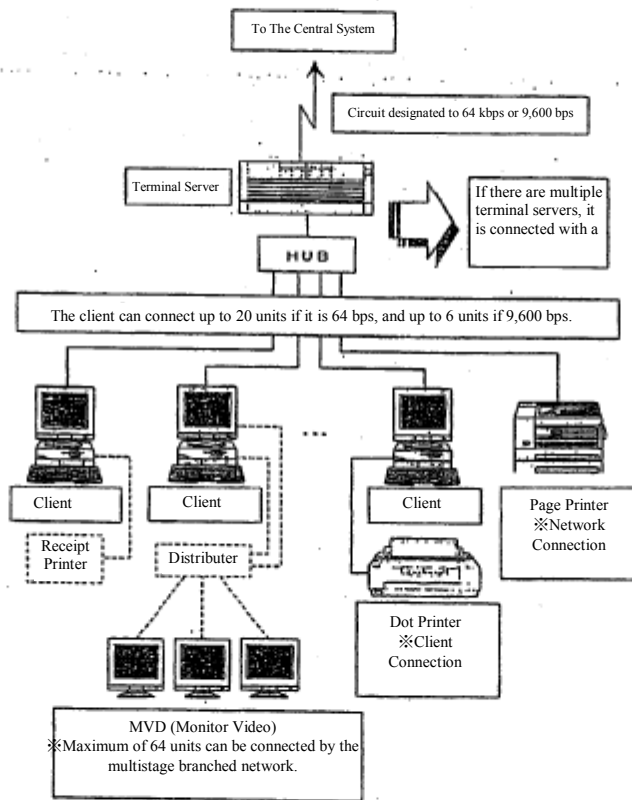 To The Central System
Circuit designated to 64 kbps or 9,600 bps
Terminal Server
If there are multiple
terminal servers, it
is connected with a
HUB
The client can connect up to 20 units if it is 64 bps, and up to 6 units if 9,600 bps.
Client
Client
Client
Page Printer
※Network
Connection
Receipt
Printer
Distributer
Dot Printer
※Client
Connection
MVD (Monitor Video)
※Maximum of 64 units can be connected by the
multistage branched network.